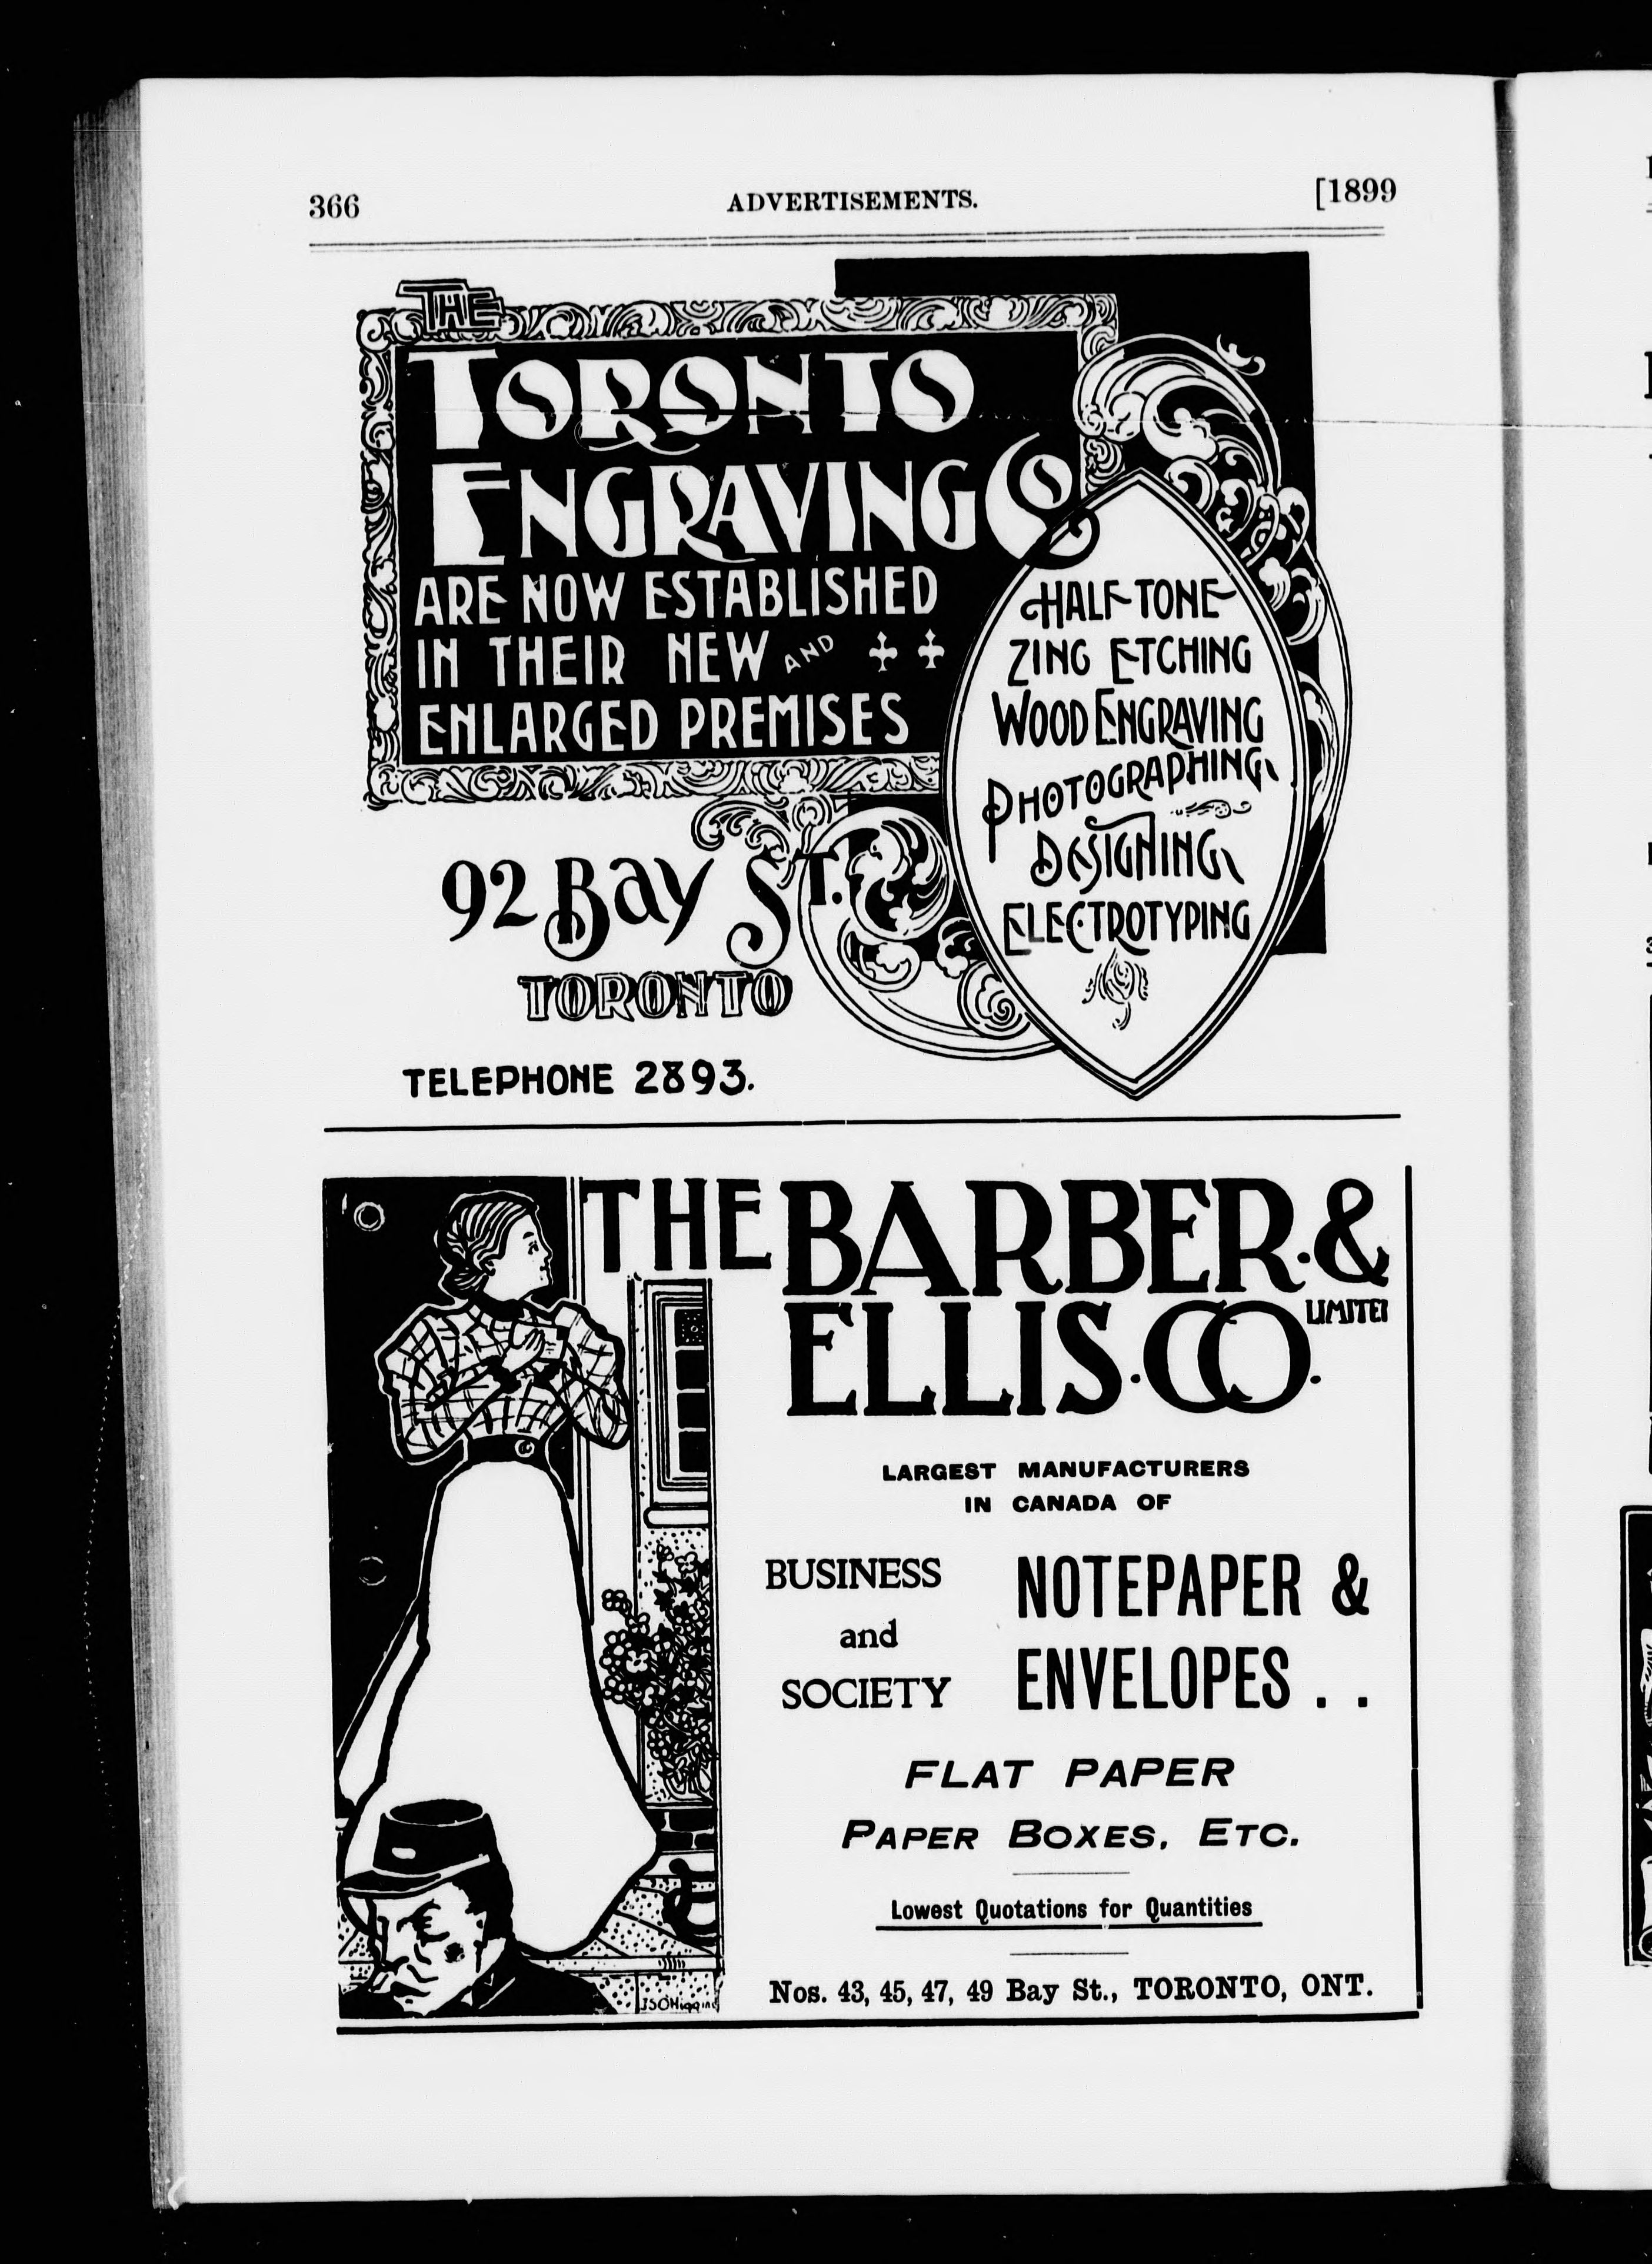 366 ADVERTISEMENTS. [1899
THE
TORONTO
ENGRAVING CO
ARE NOW ESTABLISHED
IN THEIR NEW AND
ENLARGED PREMISES
HALF TONE
ZINC ETCHING
WOOD ENGRAVING
PHOTOGRAPHING
DESIGNING
ELECTROTYPING
92 BAY ST.
TORONTO
TELEPHONE 2893.
THE BARBER·&
ELLIS·CO·
LIMITED
LARGEST MANUFACTURERS
IN CANADA OF
BUSINESS
and
SOCIETY
NOTEPAPER &
ENVELOPES . .
FLAT PAPER
PAPER BOXES, ETC.
Lowest Quotations for Quantities
Nos. 43, 45, 47, 49 Bay St., TORONTO, ONT.
JSOHiggins